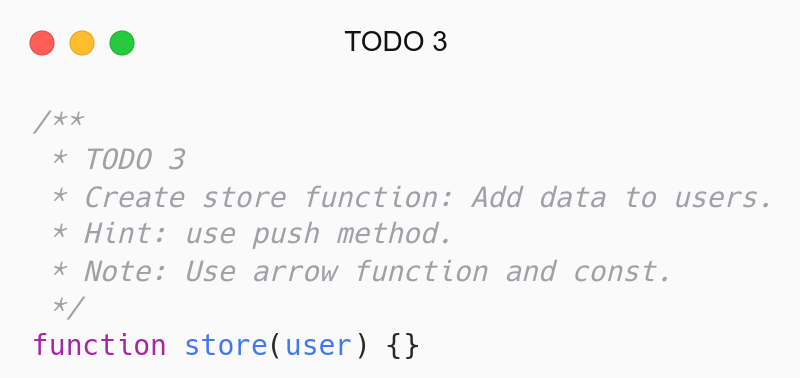 TODO 3
/**
 * TODO 3
 * Create store function: Add data to users.
 * Hint: use push method.
 * Note: Use arrow function and const.
 */
function store(user) {}